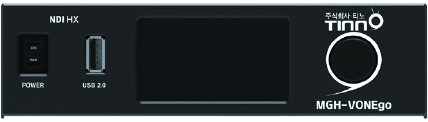 NDI HX
POWER
USB 2.0
주식회사 티노
TINNO
MGH-VONEgo